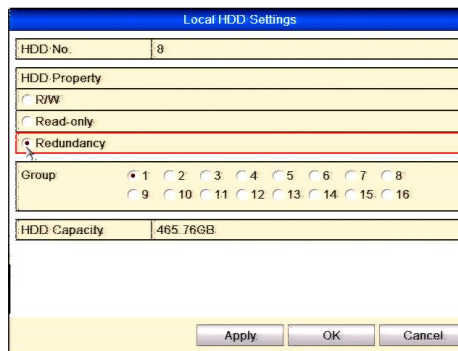 Local HDD Settings
HDD No. 8
HDD Property
R/W
Read-only
Redundancy
Group 1 2 3 4 5 6 7 8
9 10 11 12 13 14 15 16
HDD Capacity 465.76GB
Apply OK Cancel